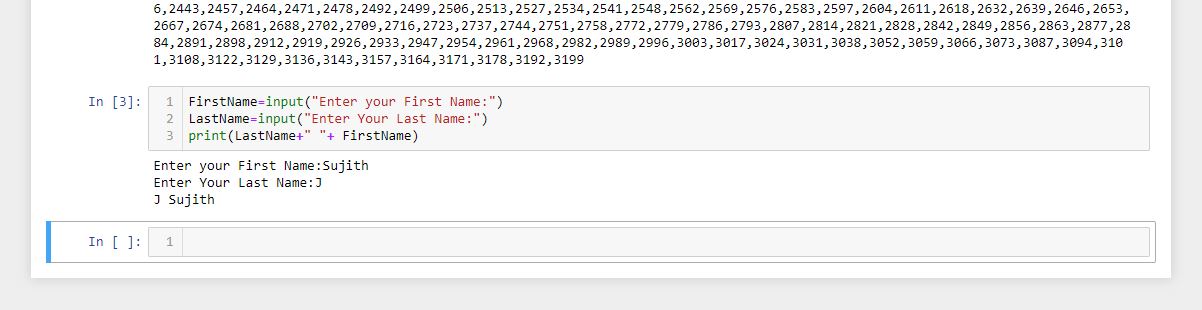 6,2443,2457,2464,2471,2478,2492,2499,2506,2513,2527,2534,2541,2548,2562,2569,2576,2583,2597,2604,2611,2618,2632,2639,2646,2653,
2667,2674,2681,2688,2702,2709,2716,2723,2737,2744,2751,2758,2772,2779,2786,2793,2807,2814,2821,2828,2842,2849,2856,2863,2877,28
84,2891,2898,2912,2919,2926,2933,2947,2954,2961,2968,2982,2989,2996,3003,3017,3024,3031,3038,3052,3059,3066,3073,3087,3094,310
1,3108,3122,3129,3136,3143,3157,3164,3171,3178,3192,3199
In [3]: 1 FirstName=input("Enter your First Name:")
2 LastName=input("Enter Your Last Name:")
3 print(LastName+" "+ FirstName)
Enter your First Name:Sujith
Enter Your Last Name:J
J Sujith
In [ ]: 1